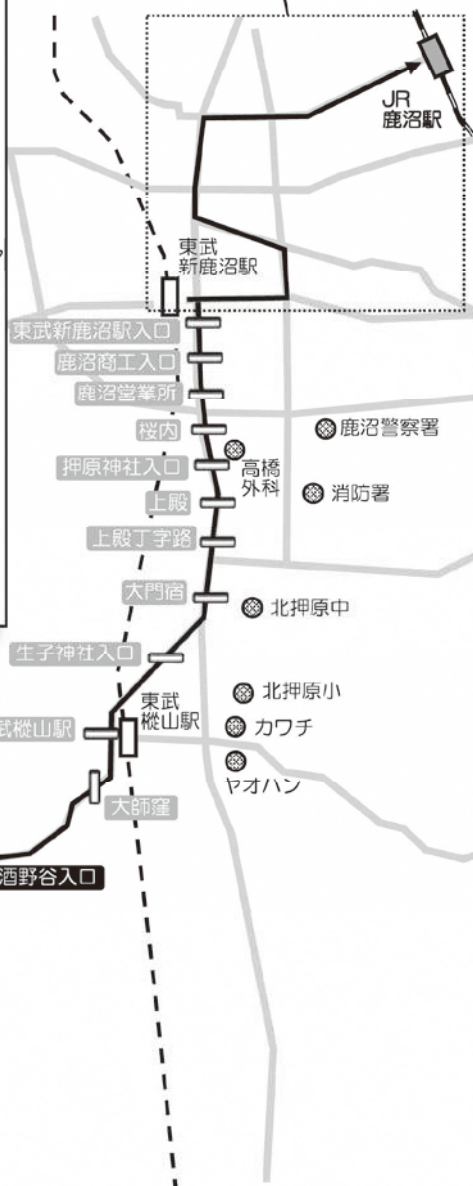 JR
鹿沼駅
東武
新鹿沼駅
東武新鹿沼駅入口
鹿沼商工入口
鹿沼営業所
桜内
鹿沼警察署
高橋
外科
押原神社入口
消防署
上殿
上殿丁字路
大門宿
北押原中
生子神社入口
東武
樅山駅
北押原小
武樅山駅
カワチ
ヤオハン
大師窪
酒野谷入口